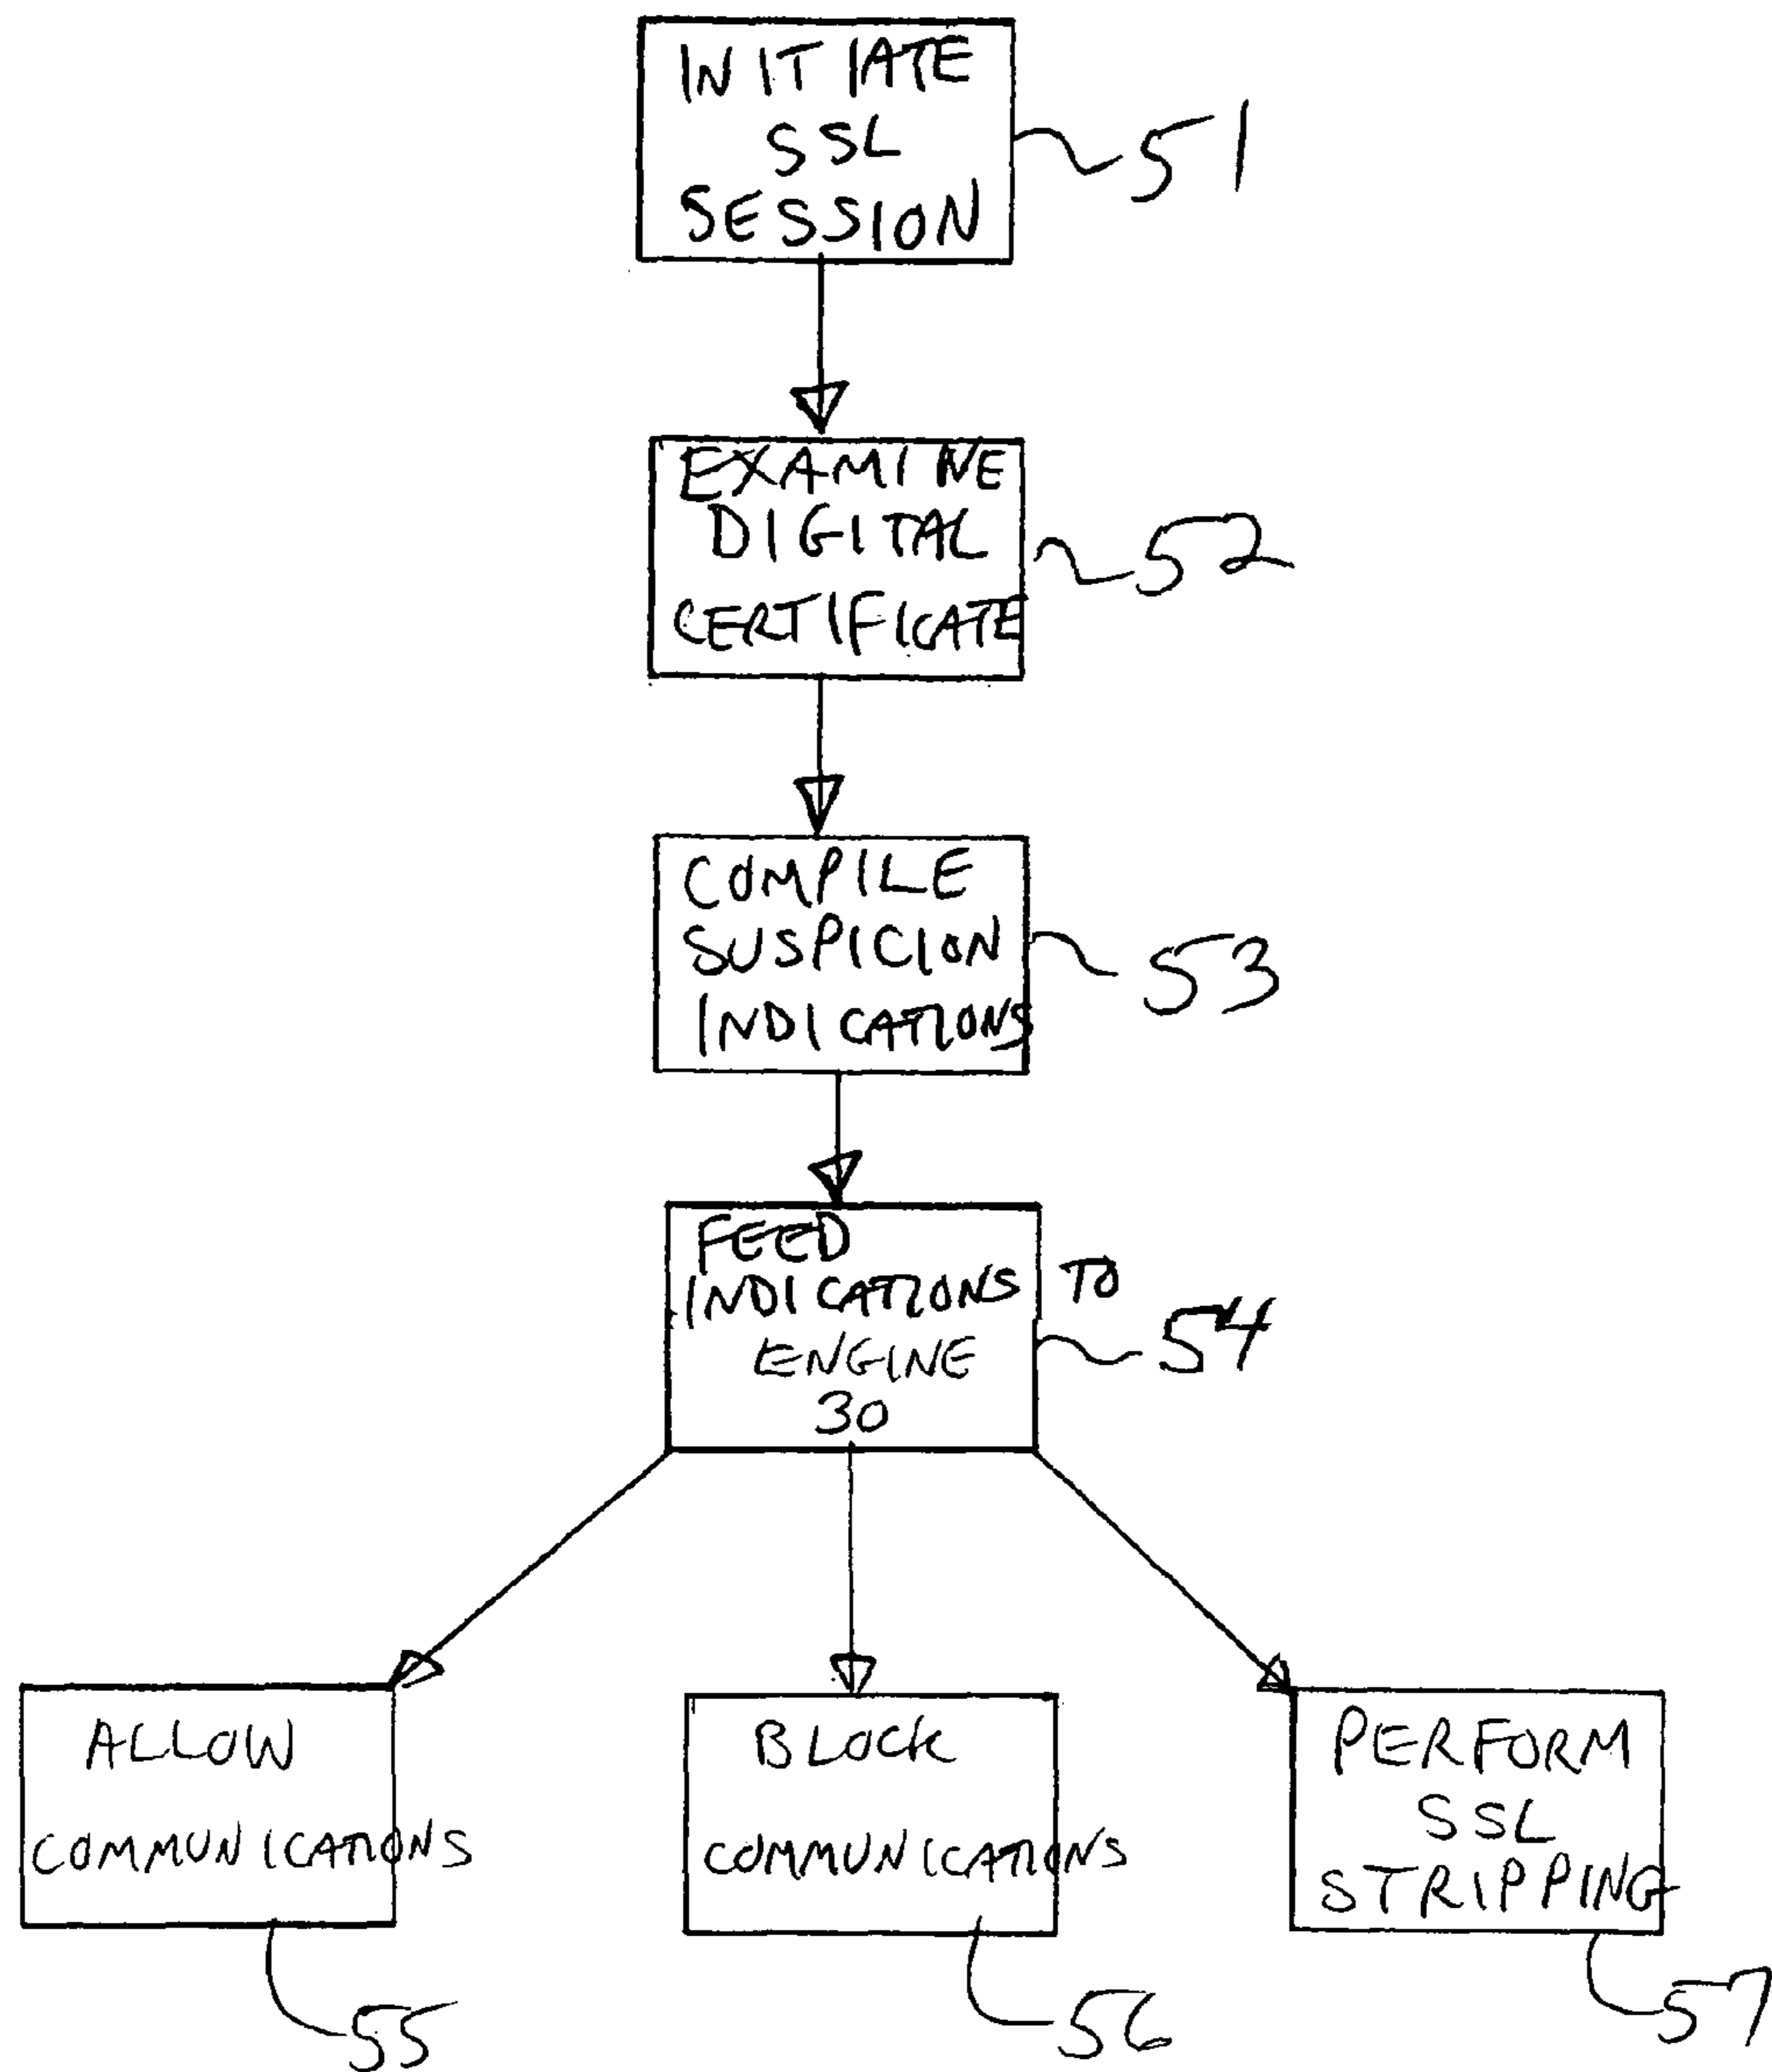 INITIATE
SSL
SESSION
51
EXAMINE
DIGITAL
CERTIFICATE
52
COMPILE
SUSPICION
INDICATIONS
53
FEED
INDICATIONS TO
ENGINE
30
54
ALLOW
COMMUNICATIONS
55
BLOCK
COMMUNICATIONS
56
PERFORM
SSL
STRIPPING
57